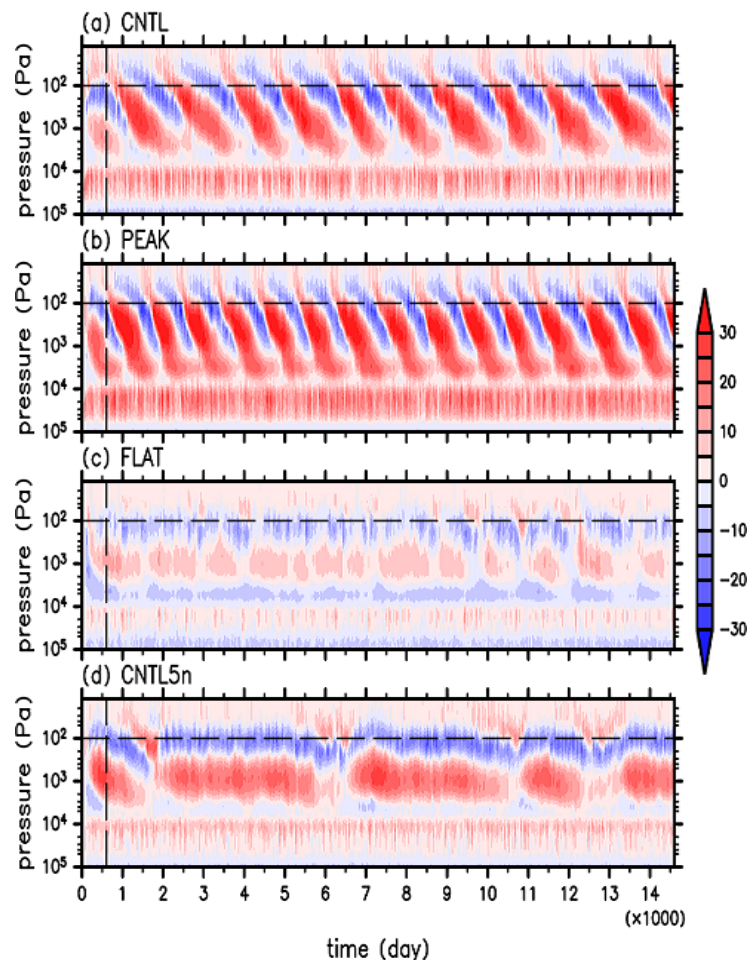 (a) CNTL
pressure (Pa)
10²
10³
10⁴
10⁵
(b) PEAK
pressure (Pa)
10²
10³
10⁴
10⁵
(c) FLAT
pressure (Pa)
10²
10³
10⁴
10⁵
(d) CNTL5n
pressure (Pa)
10²
10³
10⁴
10⁵
0 1 2 3 4 5 6 7 8 9 10 11 12 13 14
(×1000)
time (day)
30
20
10
0
−10
−20
−30